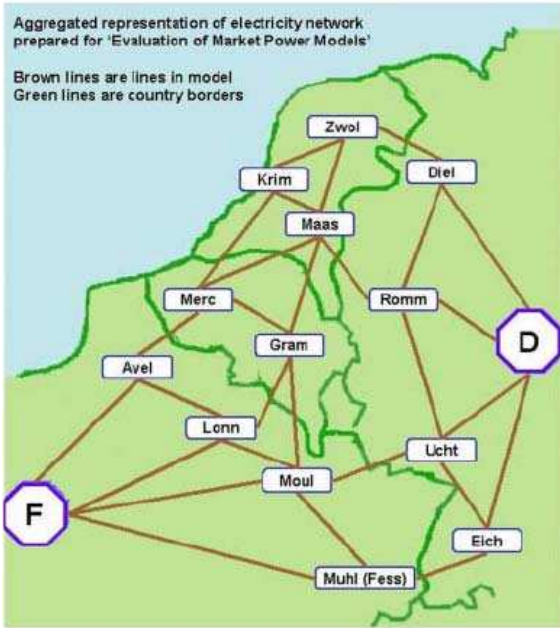 Aggregated representation of electricity network
prepared for 'Evaluation of Market Power Models'
Brown lines are lines in model
Green lines are country borders
Zwol
Diel
Krim
Maas
Merc
Romm
Gram
D
Avel
Lonn
Ucht
Moul
F
Eich
Muhl (Fess)